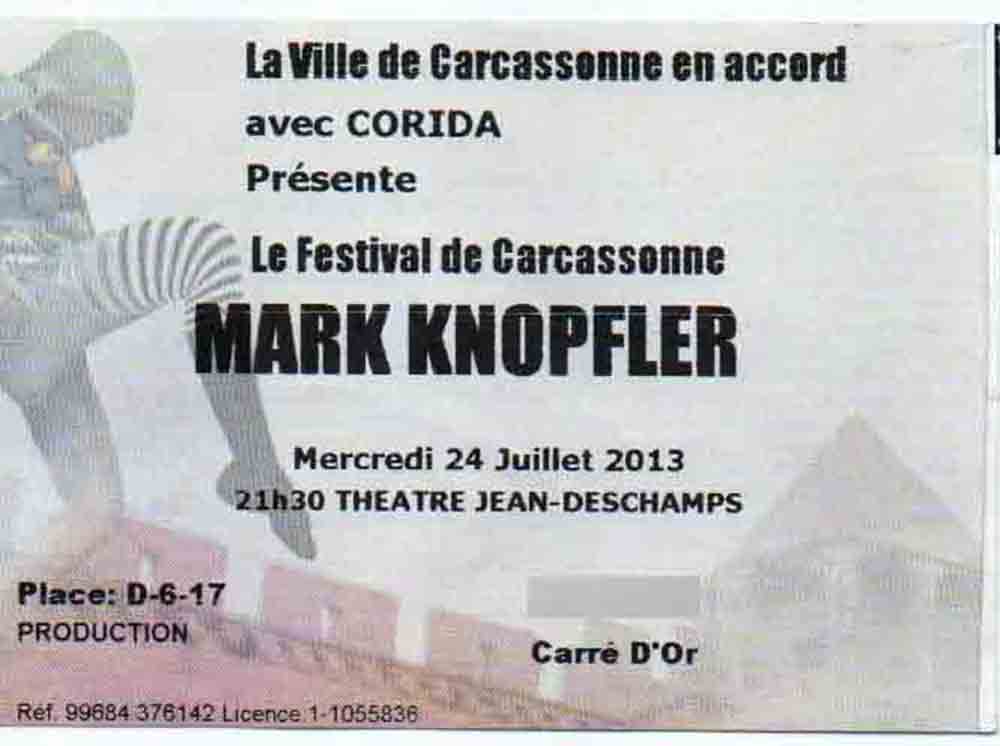 La Ville de Carcassonne en accord
avec CORIDA
Présente
Le Festival de Carcassonne
MARK KNOPFLER
Mercredi 24 Juillet 2013
21h30 THEATRE JEAN-DESCHAMPS
Place: D-6-17
PRODUCTION
Carré D'Or
Réf. 99684 376142 Licence 1-1055836